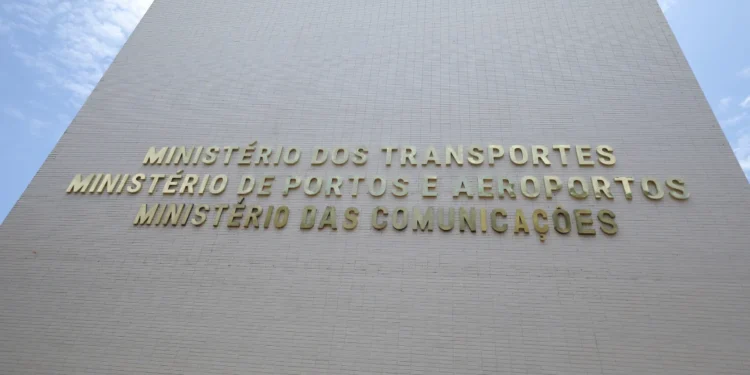 MINISTÉRIO DOS TRANSPORTES
MINISTÉRIO DE PORTOS E AEROPORTOS
MINISTÉRIO DAS COMUNICAÇÕES